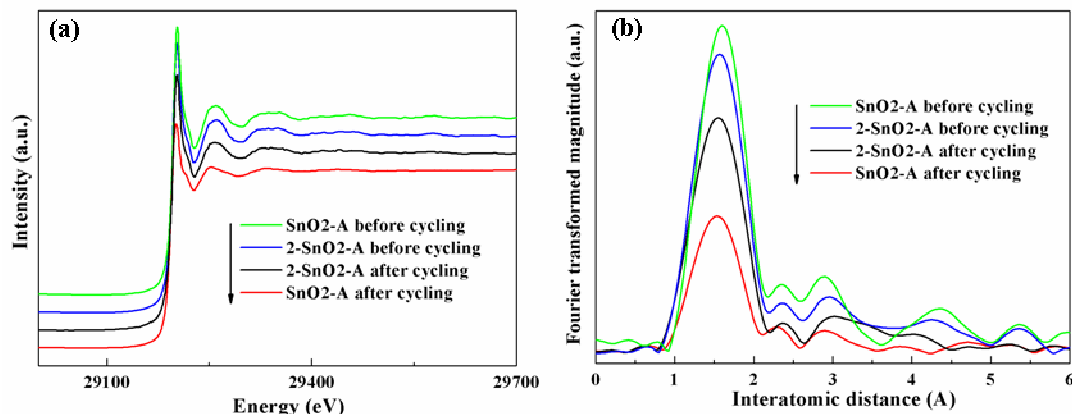 (a)
Intensity (a.u.)
SnO2-A before cycling
2-SnO2-A before cycling
2-SnO2-A after cycling
SnO2-A after cycling
29100 29400 29700
Energy (eV)
(b)
Fourier transformed magnitude (a.u.)
SnO2-A before cycling
2-SnO2-A before cycling
2-SnO2-A after cycling
SnO2-A after cycling
0 1 2 3 4 5 6
Interatomic distance (A)